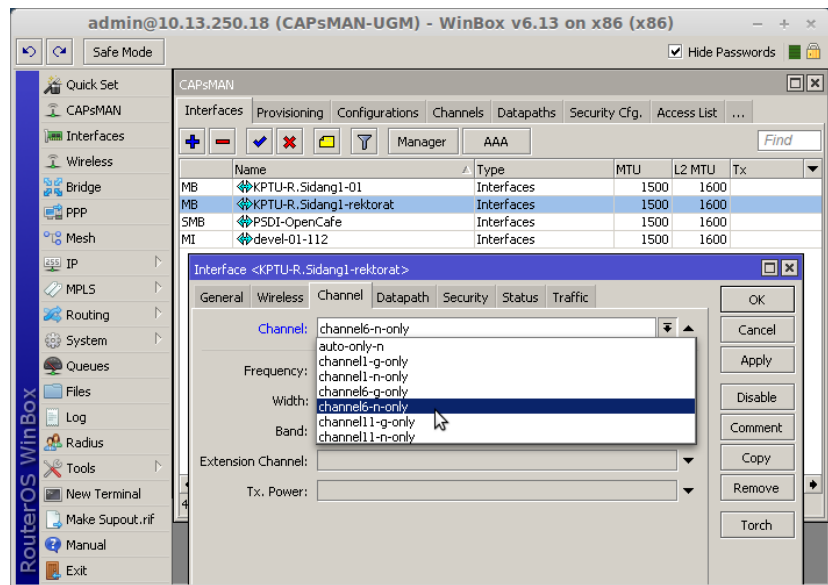 admin@10.13.250.18 (CAPsMAN-UGM) - WinBox v6.13 on x86 (x86)
Safe Mode
Hide Passwords
Quick Set
CAPsMAN
Interfaces
Wireless
Bridge
PPP
Mesh
IP
MPLS
Routing
System
Queues
Files
Log
Radius
Tools
New Terminal
Make Supout.rif
Manual
Exit
RouterOS WinBox
CAPsMAN
Interfaces Provisioning Configurations Channels Datapaths Security Cfg. Access List ...
Manager AAA Find
Name Type MTU L2 MTU Tx
MB KPTU-R.Sidang1-01 Interfaces 1500 1600
MB KPTU-R.Sidang1-rektorat Interfaces 1500 1600
SMB PSDI-OpenCafe Interfaces 1500 1600
MI devel-01-112 Interfaces 1500 1600
4
Interface <KPTU-R.Sidang1-rektorat>
General Wireless Channel Datapath Security Status Traffic
Channel: channel6-n-only
auto-only-n
channel1-g-only
channel1-n-only
channel6-g-only
channel6-n-only
channel11-g-only
channel11-n-only
Frequency:
Width:
Band:
Extension Channel:
Tx. Power:
OK
Cancel
Apply
Disable
Comment
Copy
Remove
Torch